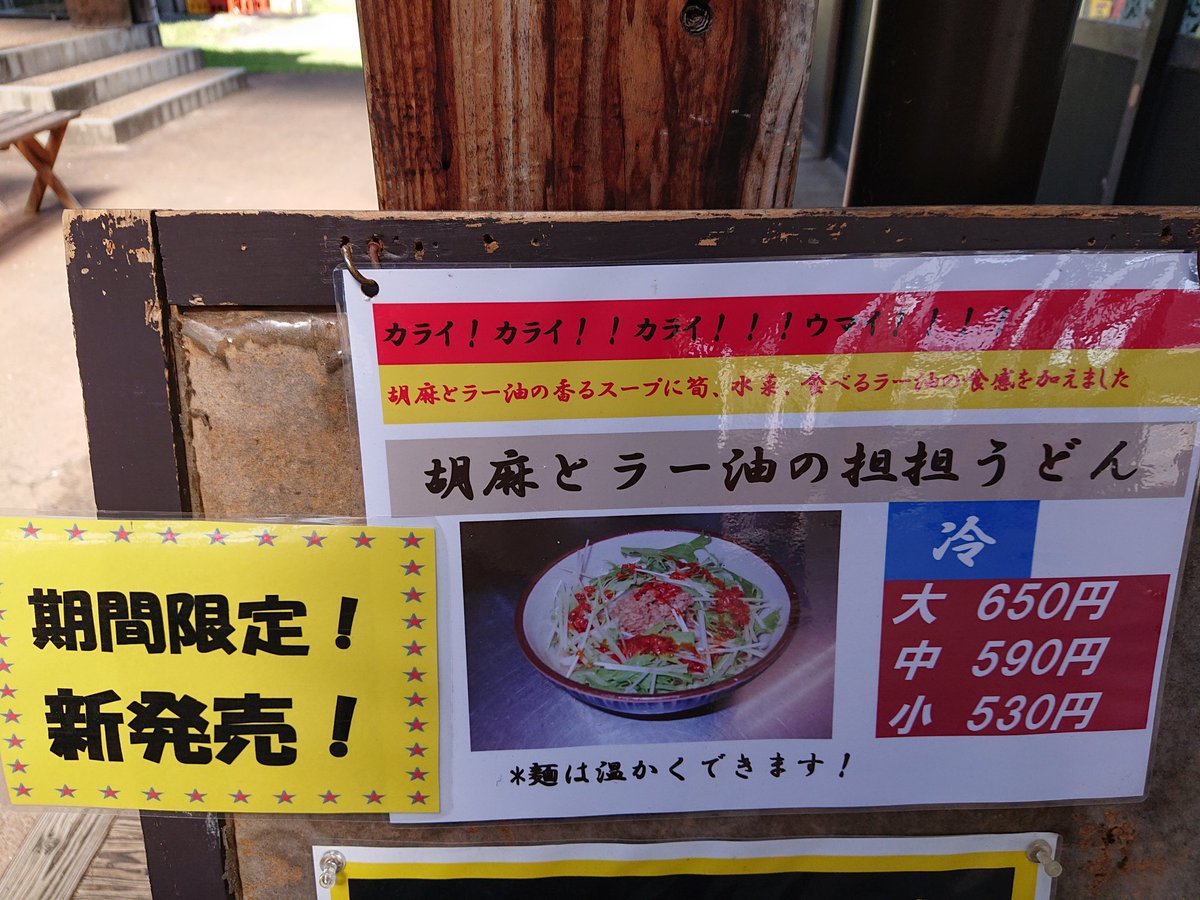 カライ！カライ！！カライ！！！ウマイ！！！！
胡麻とラー油の香るスープに筍、水菜、食べるラー油の食感を加えました
胡麻とラー油の担担うどん
冷
大 650円
中 590円
小 530円
*麺は温かくできます！
期間限定！
新発売！